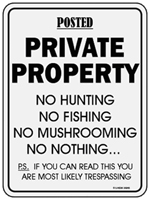 POSTED
PRIVATE
PROPERTY
NO HUNTING
NO FISHING
NO MUSHROOMING
NO NOTHING...
P.S. IF YOU CAN READ THIS YOU
ARE MOST LIKELY TRESPASSING